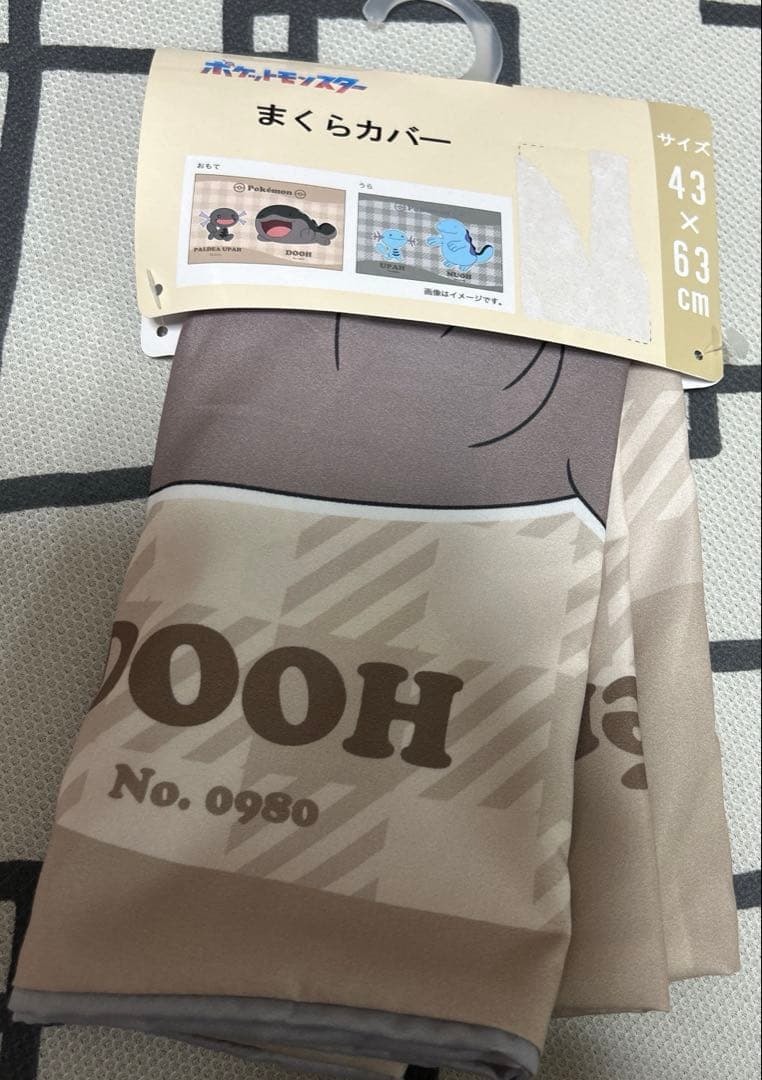 ポケットモンスター
まくらカバー
サイズ
43
×
63
cm
おもて
Pokémon
PALDEA UPAH
DOOH
うら
UPAH
NUOH
画像はイメージです。
DOOH
No. 0980